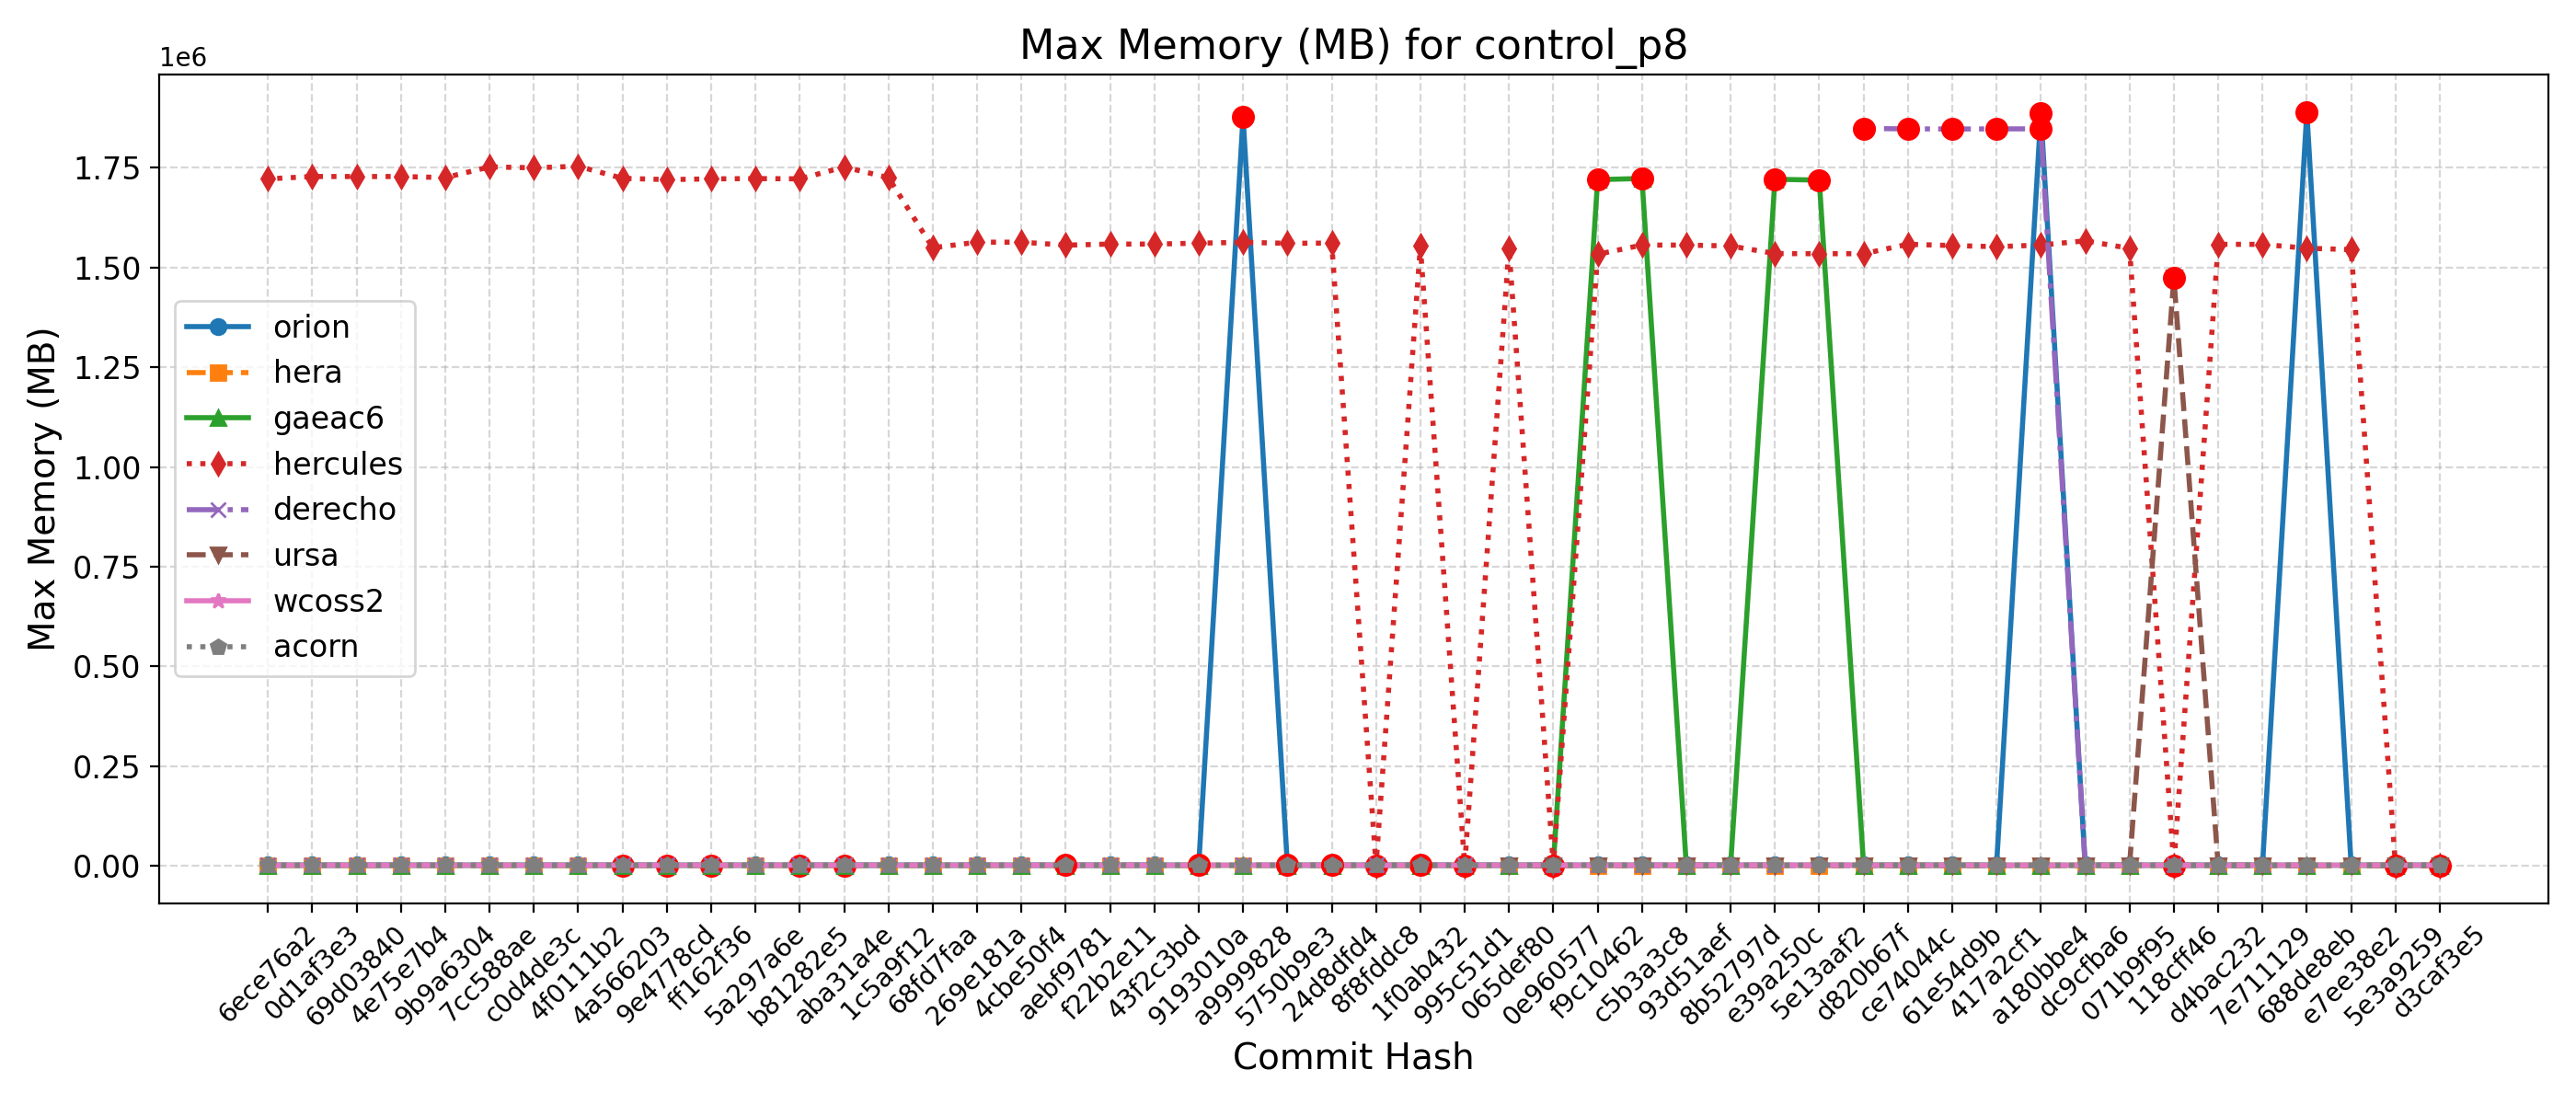 Max Memory (MB) for control_p8
1e6
1.75
1.50
1.25
1.00
0.75
0.50
0.25
0.00
Max Memory (MB)
orion
hera
gaeac6
hercules
derecho
ursa
wcoss2
acorn
6ece76a2
0d1af3e3
69d03840
4e75e7b4
9b9a6304
7cc588ae
c0d4de3c
4f0111b2
4a566203
9e4778cd
ff162f36
5a297a6e
b81282e5
aba31a4e
1c5a9f12
68fd7faa
269e181a
4cbe50f4
aebf9781
f22b2e11
43f2c3bd
9193010a
a9999828
5750b9e3
24d8dfd4
8f8fddc8
1f0ab432
995c51d1
065def80
0e960577
f9c10462
c5b3a3c8
93d51aef
8b52797d
e39a250c
5e13aaf2
d820b67f
ce74044c
61e54d9b
417a2cf1
a180bbe4
dc9cfba6
071b9f95
118cff46
d4bac232
7e711129
688de8eb
e7ee38e2
5e3a9259
d3caf3e5
Commit Hash